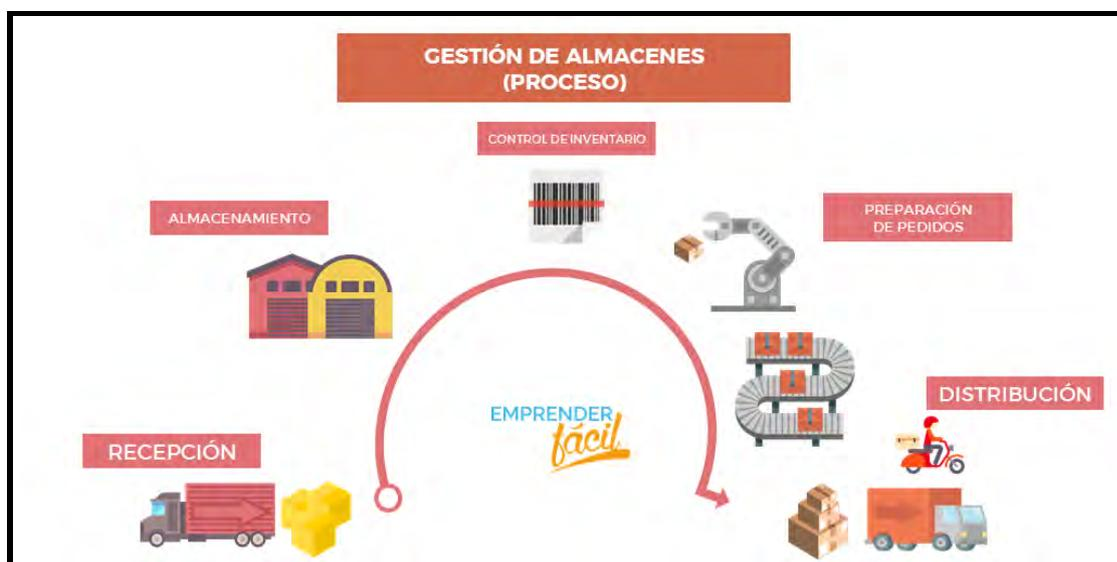 GESTIÓN DE ALMACENES
(PROCESO)
CONTROL DE INVENTARIO
ALMACENAMIENTO
PREPARACIÓN
DE PEDIDOS
DISTRIBUCIÓN
EMPRENDER
fácil
RECEPCIÓN